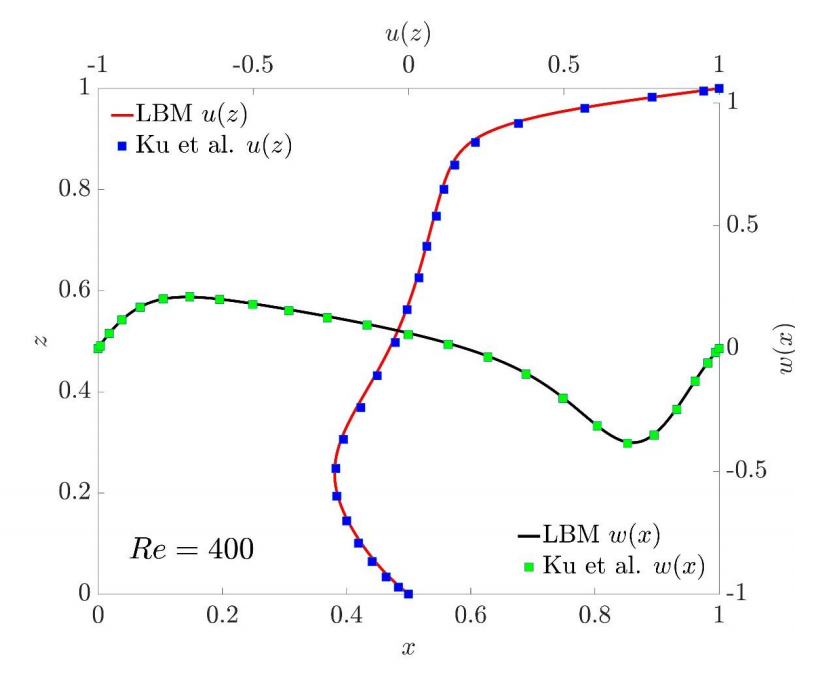 u(z)
-1 -0.5 0 0.5 1
LBM u(z)
Ku et al. u(z)
1
0.8
0.6
0.4
0.2
0
z
1
0.5
0
-0.5
-1
w(x)
Re = 400
LBM w(x)
Ku et al. w(x)
0 0.2 0.4 0.6 0.8 1
x